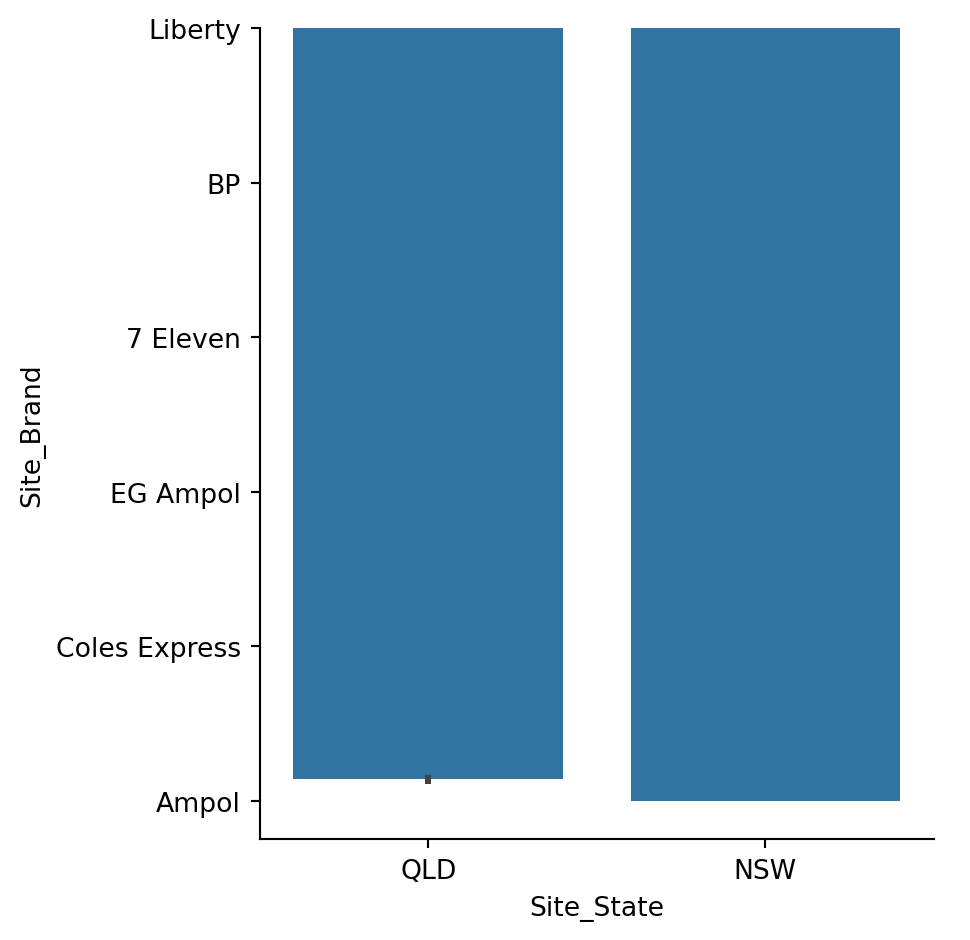 Liberty
BP
7 Eleven
EG Ampol
Coles Express
Ampol
Site_Brand
QLD
NSW
Site_State